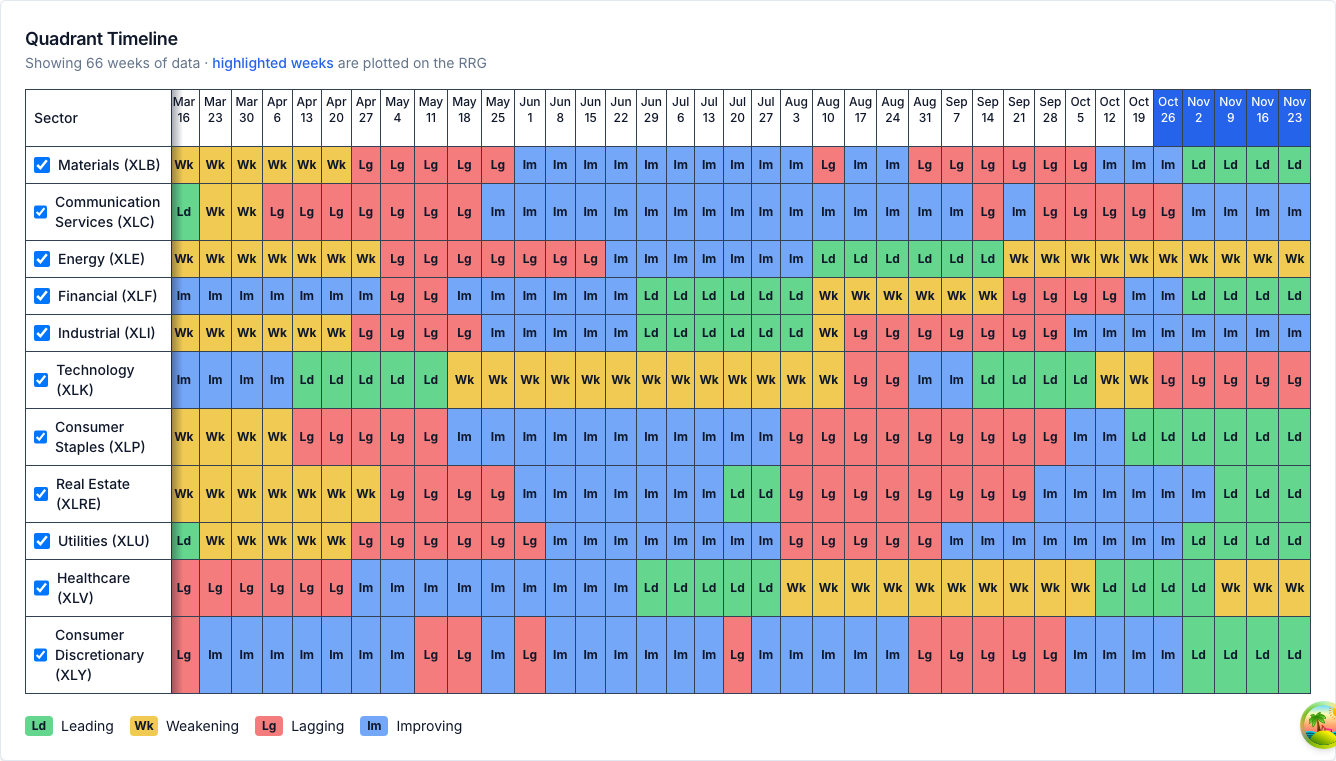 Quadrant Timeline
Showing 66 weeks of data · highlighted weeks are plotted on the RRG
Sector
Mar Mar Mar Apr Apr Apr Apr May May May May Jun Jun Jun Jun Jun Jul Jul Jul Jul Aug Aug Aug Aug Aug Sep Sep Sep Sep Oct Oct Oct Oct Nov Nov Nov Nov
16 23 30 6 13 20 27 4 11 18 25 1 8 15 22 29 6 13 20 27 3 10 17 24 31 7 14 21 28 5 12 19 26 2 9 16 23
Materials (XLB) Wk Wk Wk Wk Wk Wk Lg Lg Lg Lg Lg Im Im Im Im Im Im Im Im Im Im Lg Im Im Lg Lg Lg Lg Lg Lg Im Im Im Ld Ld Ld Ld
Communication
Services (XLC)
Ld Wk Wk Lg Lg Lg Lg Lg Lg Lg Im Im Im Im Im Im Im Im Im Im Im Im Im Im Im Im Lg Im Lg Lg Lg Lg Lg Im Im Im Im
Energy (XLE) Wk Wk Wk Wk Wk Wk Wk Lg Lg Lg Lg Lg Lg Lg Im Im Im Im Im Im Im Ld Ld Ld Ld Ld Ld Wk Wk Wk Wk Wk Wk Wk Wk Wk Wk
Financial (XLF) Im Im Im Im Im Im Im Lg Lg Im Im Im Im Im Im Ld Ld Ld Ld Ld Ld Wk Wk Wk Wk Wk Wk Lg Lg Lg Lg Im Im Ld Ld Ld Ld
Industrial (XLI) Wk Wk Wk Wk Wk Wk Lg Lg Lg Lg Im Im Im Im Im Ld Ld Ld Ld Ld Ld Wk Lg Lg Lg Lg Lg Lg Lg Im Im Im Im Im Im Im Im
Technology
(XLK)
Im Im Im Im Ld Ld Ld Ld Ld Wk Wk Wk Wk Wk Wk Wk Wk Wk Wk Wk Wk Wk Lg Lg Im Im Ld Ld Ld Ld Wk Wk Lg Lg Lg Lg Lg
Consumer
Staples (XLP)
Wk Wk Wk Wk Lg Lg Lg Lg Lg Im Im Im Im Im Im Im Im Im Im Im Lg Lg Lg Lg Lg Lg Lg Lg Lg Im Im Ld Ld Ld Ld Ld Ld
Real Estate
(XLRE)
Wk Wk Wk Wk Wk Wk Wk Lg Lg Lg Lg Im Im Im Im Im Im Im Ld Ld Lg Lg Lg Lg Lg Lg Lg Lg Im Im Im Im Im Im Ld Ld Ld
Utilities (XLU) Ld Wk Wk Wk Wk Wk Lg Lg Lg Lg Lg Lg Im Im Im Im Im Im Im Im Lg Lg Lg Lg Lg Im Im Im Im Im Im Im Im Ld Ld Ld Ld
Healthcare
(XLV)
Lg Lg Lg Lg Lg Lg Im Im Im Im Im Im Im Im Im Ld Ld Ld Ld Ld Wk Wk Wk Wk Wk Wk Wk Wk Wk Wk Ld Ld Ld Ld Wk Wk Wk
Consumer
Discretionary
(XLY)
Lg Im Im Im Im Im Im Im Lg Lg Im Lg Im Im Im Im Im Im Lg Im Im Im Im Im Lg Lg Lg Lg Lg Im Im Im Im Ld Ld Ld Ld
Ld Leading Wk Weakening Lg Lagging Im Improving